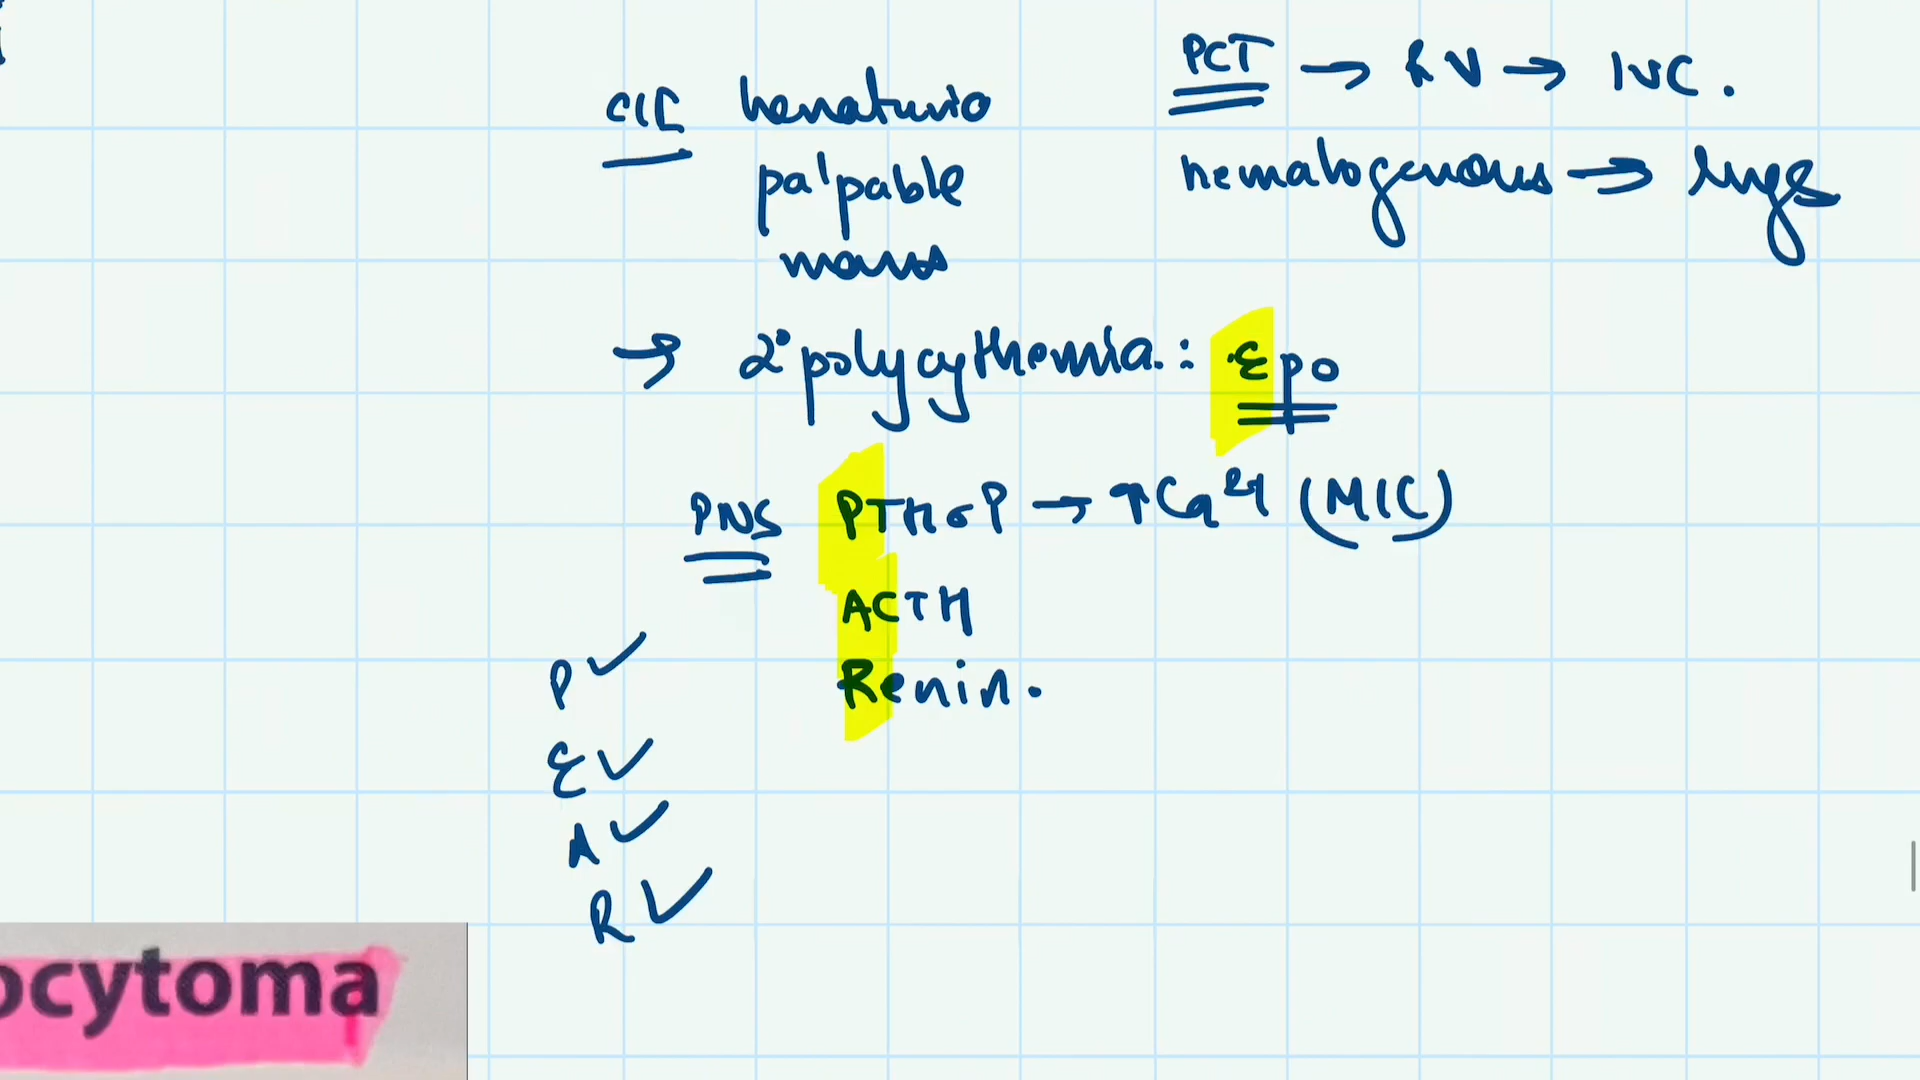 C/F hematuria
palpable
mass
PCT → RV → IVC.
hematogenous → lungs
→ 2° polycythemia. : Epo
PNS PTHrP → ↑Ca2+ (MIC)
ACTH
Renin.
P ✓
E ✓
A ✓
R ✓
ocytoma